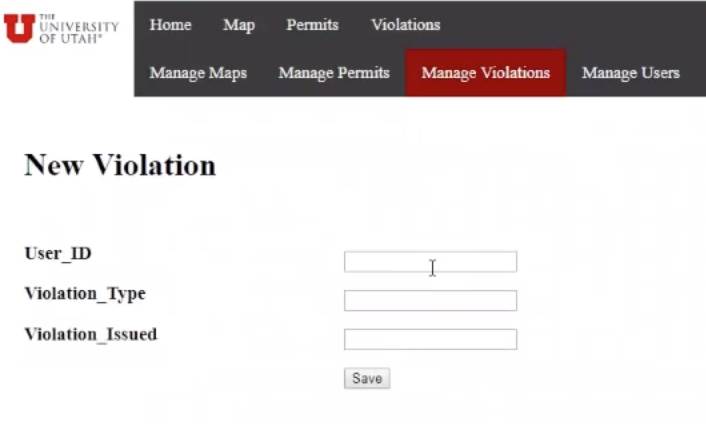 THE
UNIVERSITY
OF UTAH®
Home Map Permits Violations
Manage Maps Manage Permits Manage Violations Manage Users
New Violation
User_ID
Violation_Type
Violation_Issued
Save